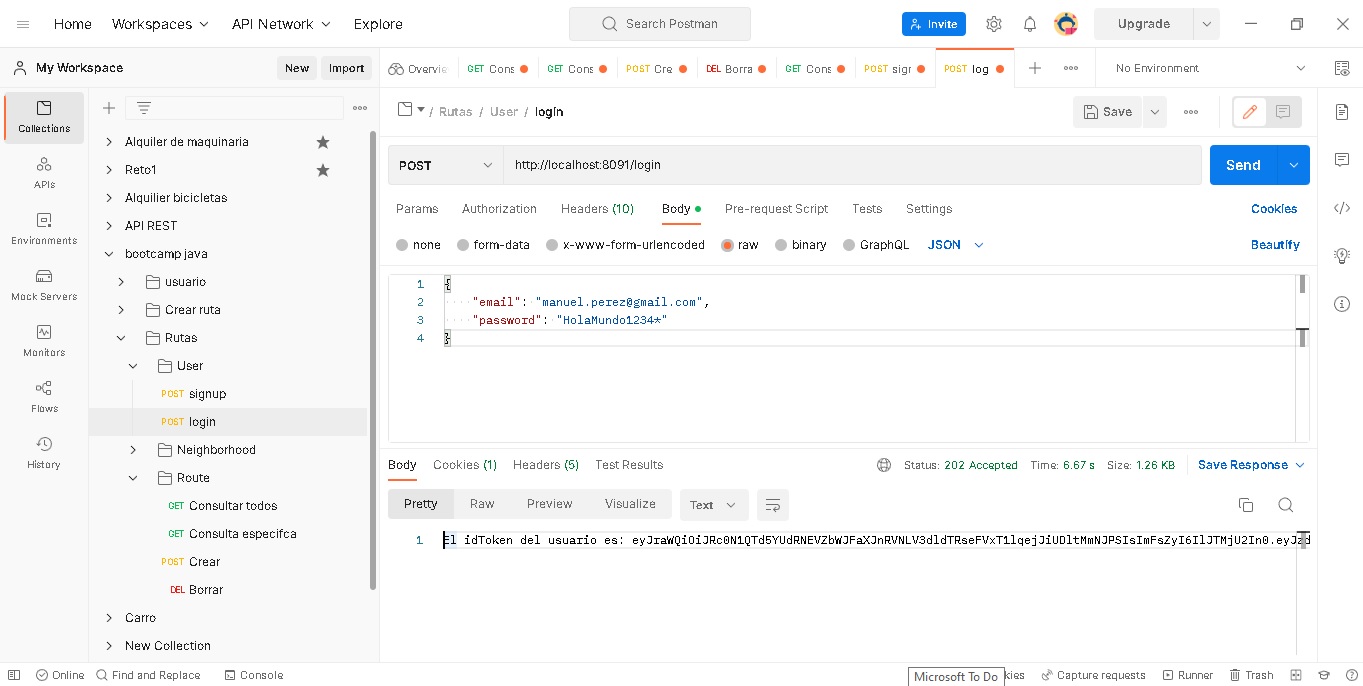 Home Workspaces API Network Explore Search Postman Invite Upgrade
My Workspace New Import
Overvie GET Cons GET Cons POST Cre DEL Borra GET Cons POST sigr POST log No Environment
Collections
APIs
Environments
Mock Servers
Monitors
Flows
History
Alquiler de maquinaria
Reto1
Alquilier bicicletas
API REST
bootcamp java
usuario
Crear ruta
Rutas
User
POST signup
POST login
Neighborhood
Route
GET Consultar todos
GET Consulta especifca
POST Crear
DEL Borrar
Carro
New Collection
/ Rutas / User / login Save
POST http://localhost:8091/login Send
Params Authorization Headers (10) Body Pre-request Script Tests Settings Cookies
none form-data x-www-form-urlencoded raw binary GraphQL JSON Beautify
1 {
2 "email": "manuel.perez@gmail.com",
3 "password": "HolaMundo1234*"
4 }
Body Cookies (1) Headers (5) Test Results Status: 202 Accepted Time: 6.67 s Size: 1.26 KB Save Response
Pretty Raw Preview Visualize Text
1 El idToken del usuario es:
Online Find and Replace Console Microsoft To Do kies Capture requests Runner Trash